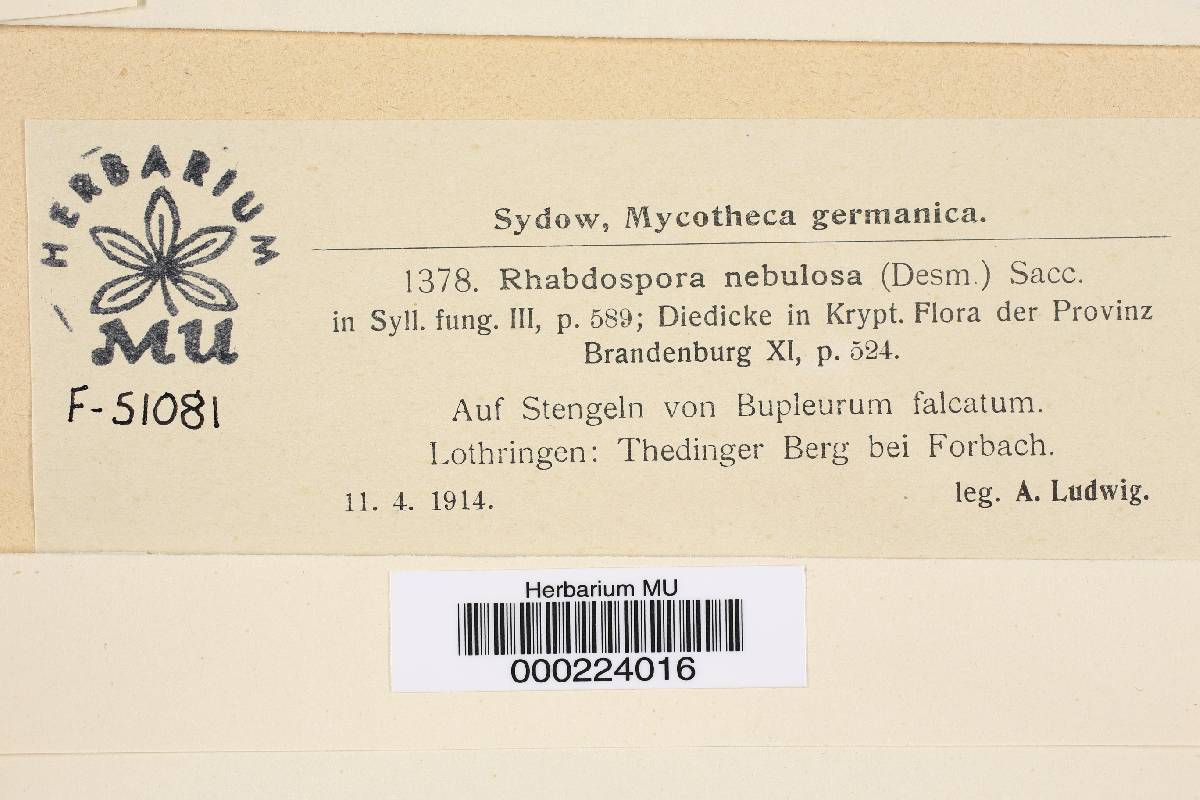 HERBARIUM
MU
F-51081
Sydow, Mycotheca germanica.
1378. Rhabdospora nebulosa (Desm.) Sacc.
in Syll. fung. III, p. 589; Diedicke in Krypt. Flora der Provinz
Brandenburg XI, p. 524.
Auf Stengeln von Bupleurum falcatum.
Lothringen: Thedinger Berg bei Forbach.
11. 4. 1914. leg. A. Ludwig.
Herbarium MU
000224016